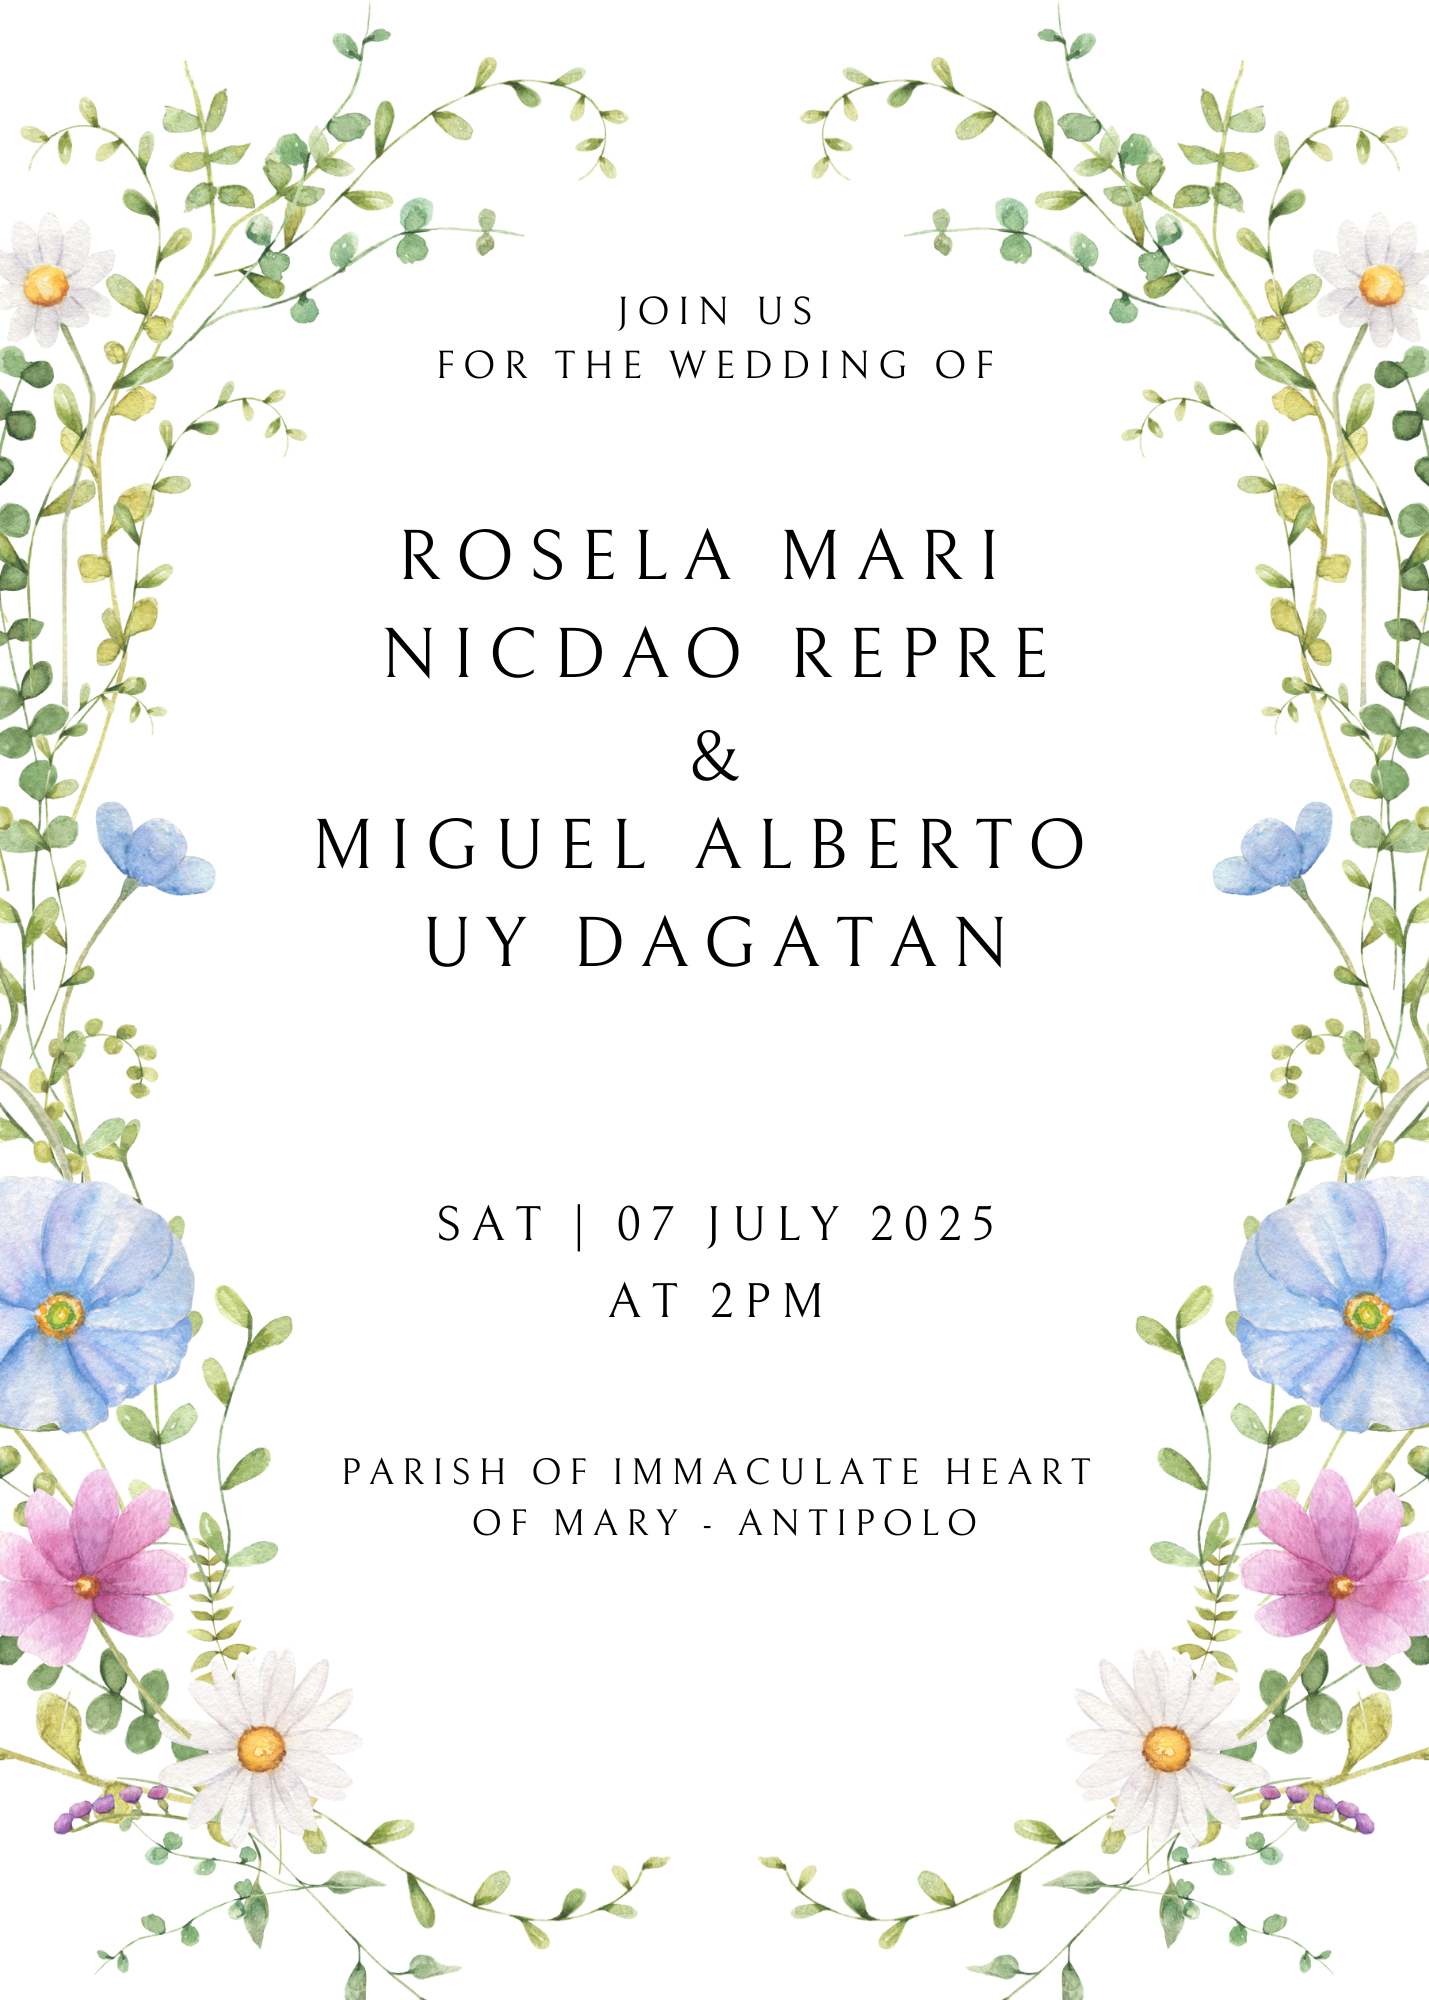 JOIN US
FOR THE WEDDING OF
ROSELA MARI
NICDAO REPRE
&
MIGUEL ALBERTO
UY DAGATAN
SAT | 07 JULY 2025
AT 2PM
PARISH OF IMMACULATE HEART
OF MARY - ANTIPOLO